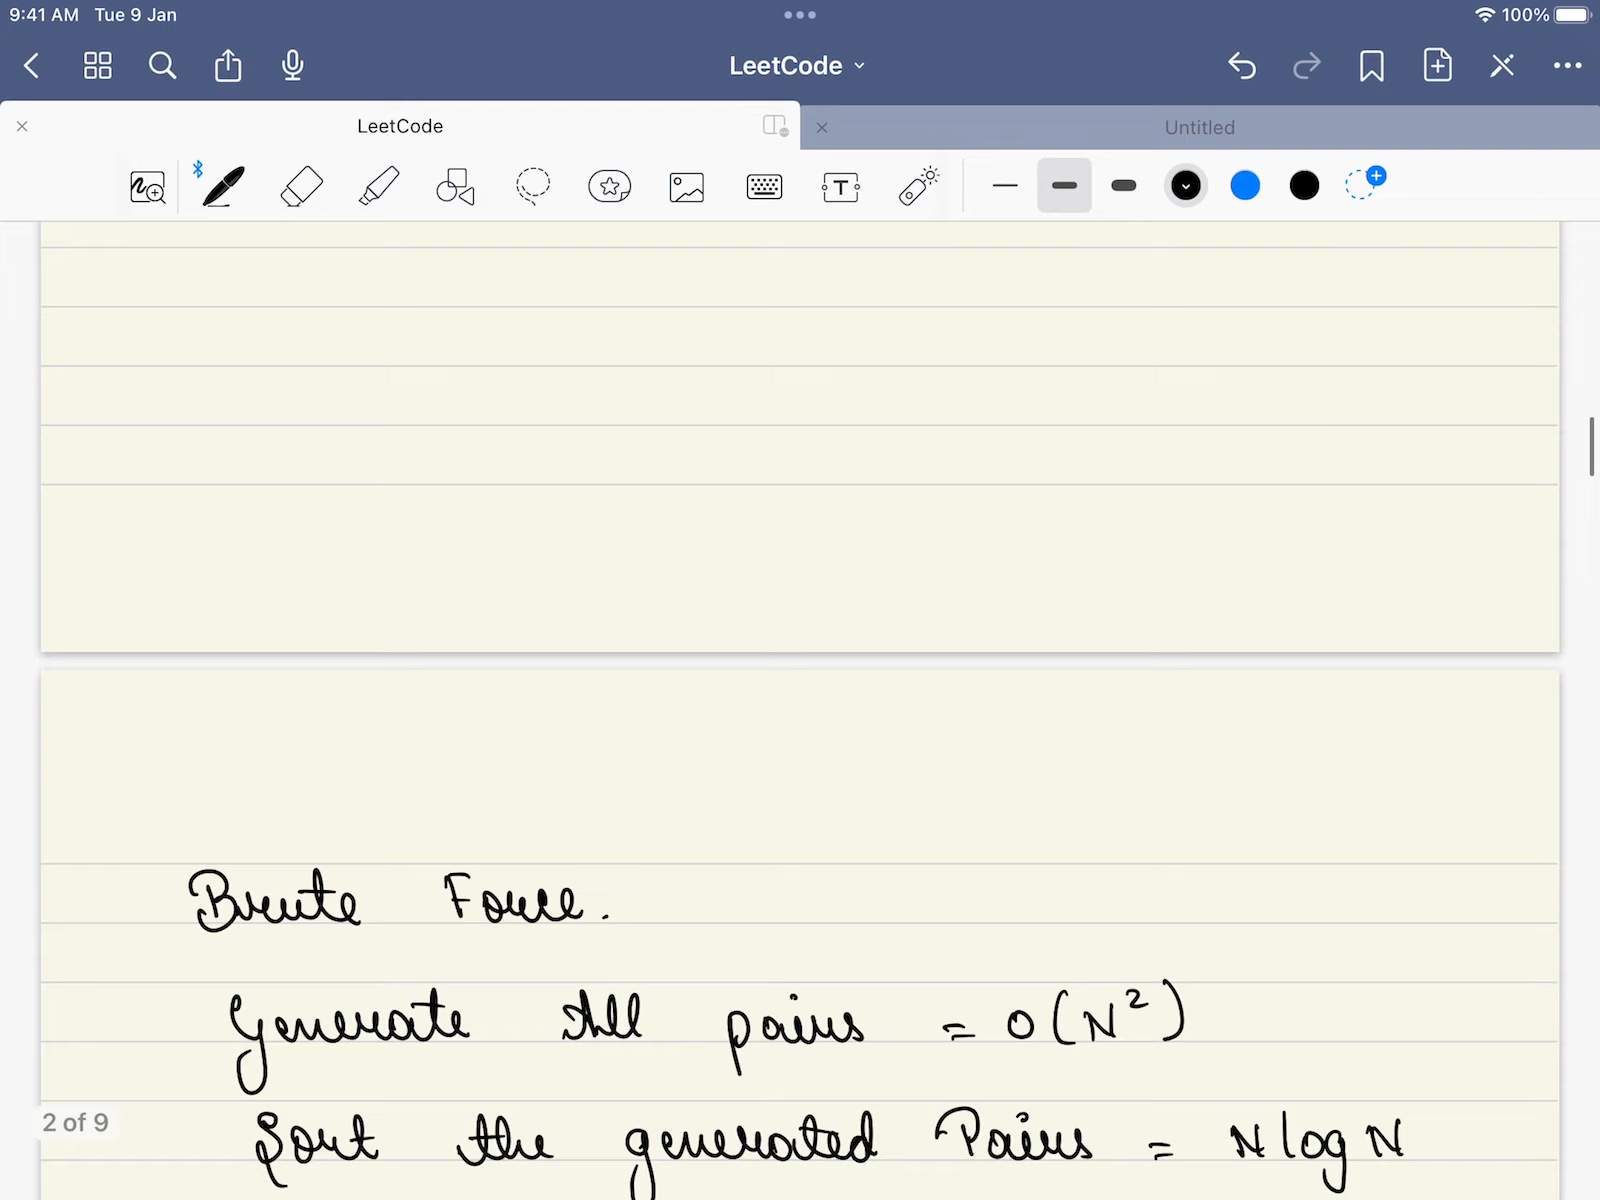 9:41 AM Tue 9 Jan
100%
LeetCode
LeetCode
Untitled
T
Brute Force.
Generate All pairs = O(N²)
2 of 9
Sort the generated Pairs = N log N